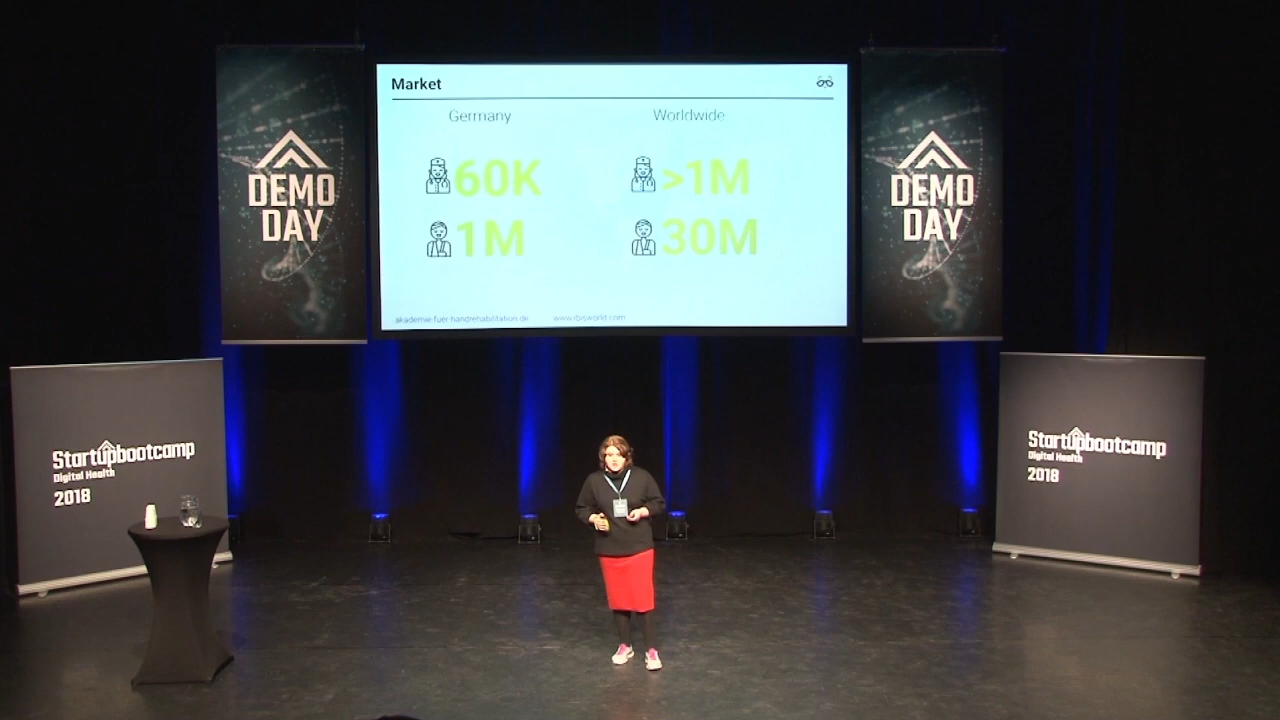 Market
Germany
Worldwide
60K
>1M
1M
30M
akademie-fuer-handrehabilitation.de
www.ibisworld.com
DEMO
DAY
DEMO
DAY
Startupbootcamp
Digital Health
2018
Startupbootcamp
Digital Health
2018